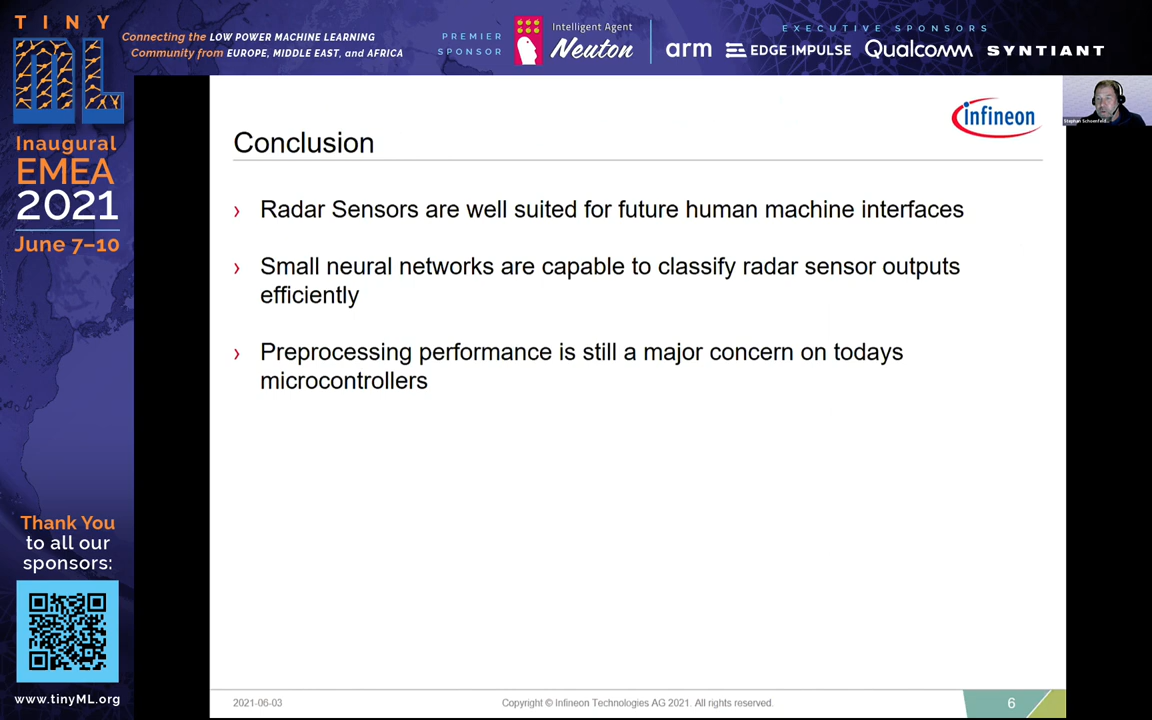 TINY
ML
Connecting the LOW POWER MACHINE LEARNING
Community from EUROPE, MIDDLE EAST, and AFRICA
PREMIER
SPONSOR
Intelligent Agent
Neuton
EXECUTIVE SPONSORS
arm
EDGE IMPULSE
Qualcomm
SYNTIANT
Inaugural
EMEA
2021
June 7–10
infineon
Conclusion
› Radar Sensors are well suited for future human machine interfaces
› Small neural networks are capable to classify radar sensor outputs
efficiently
› Preprocessing performance is still a major concern on todays
microcontrollers
Thank You
to all our
sponsors:
www.tinyML.org
2021-06-03
Copyright © Infineon Technologies AG 2021. All rights reserved.
6